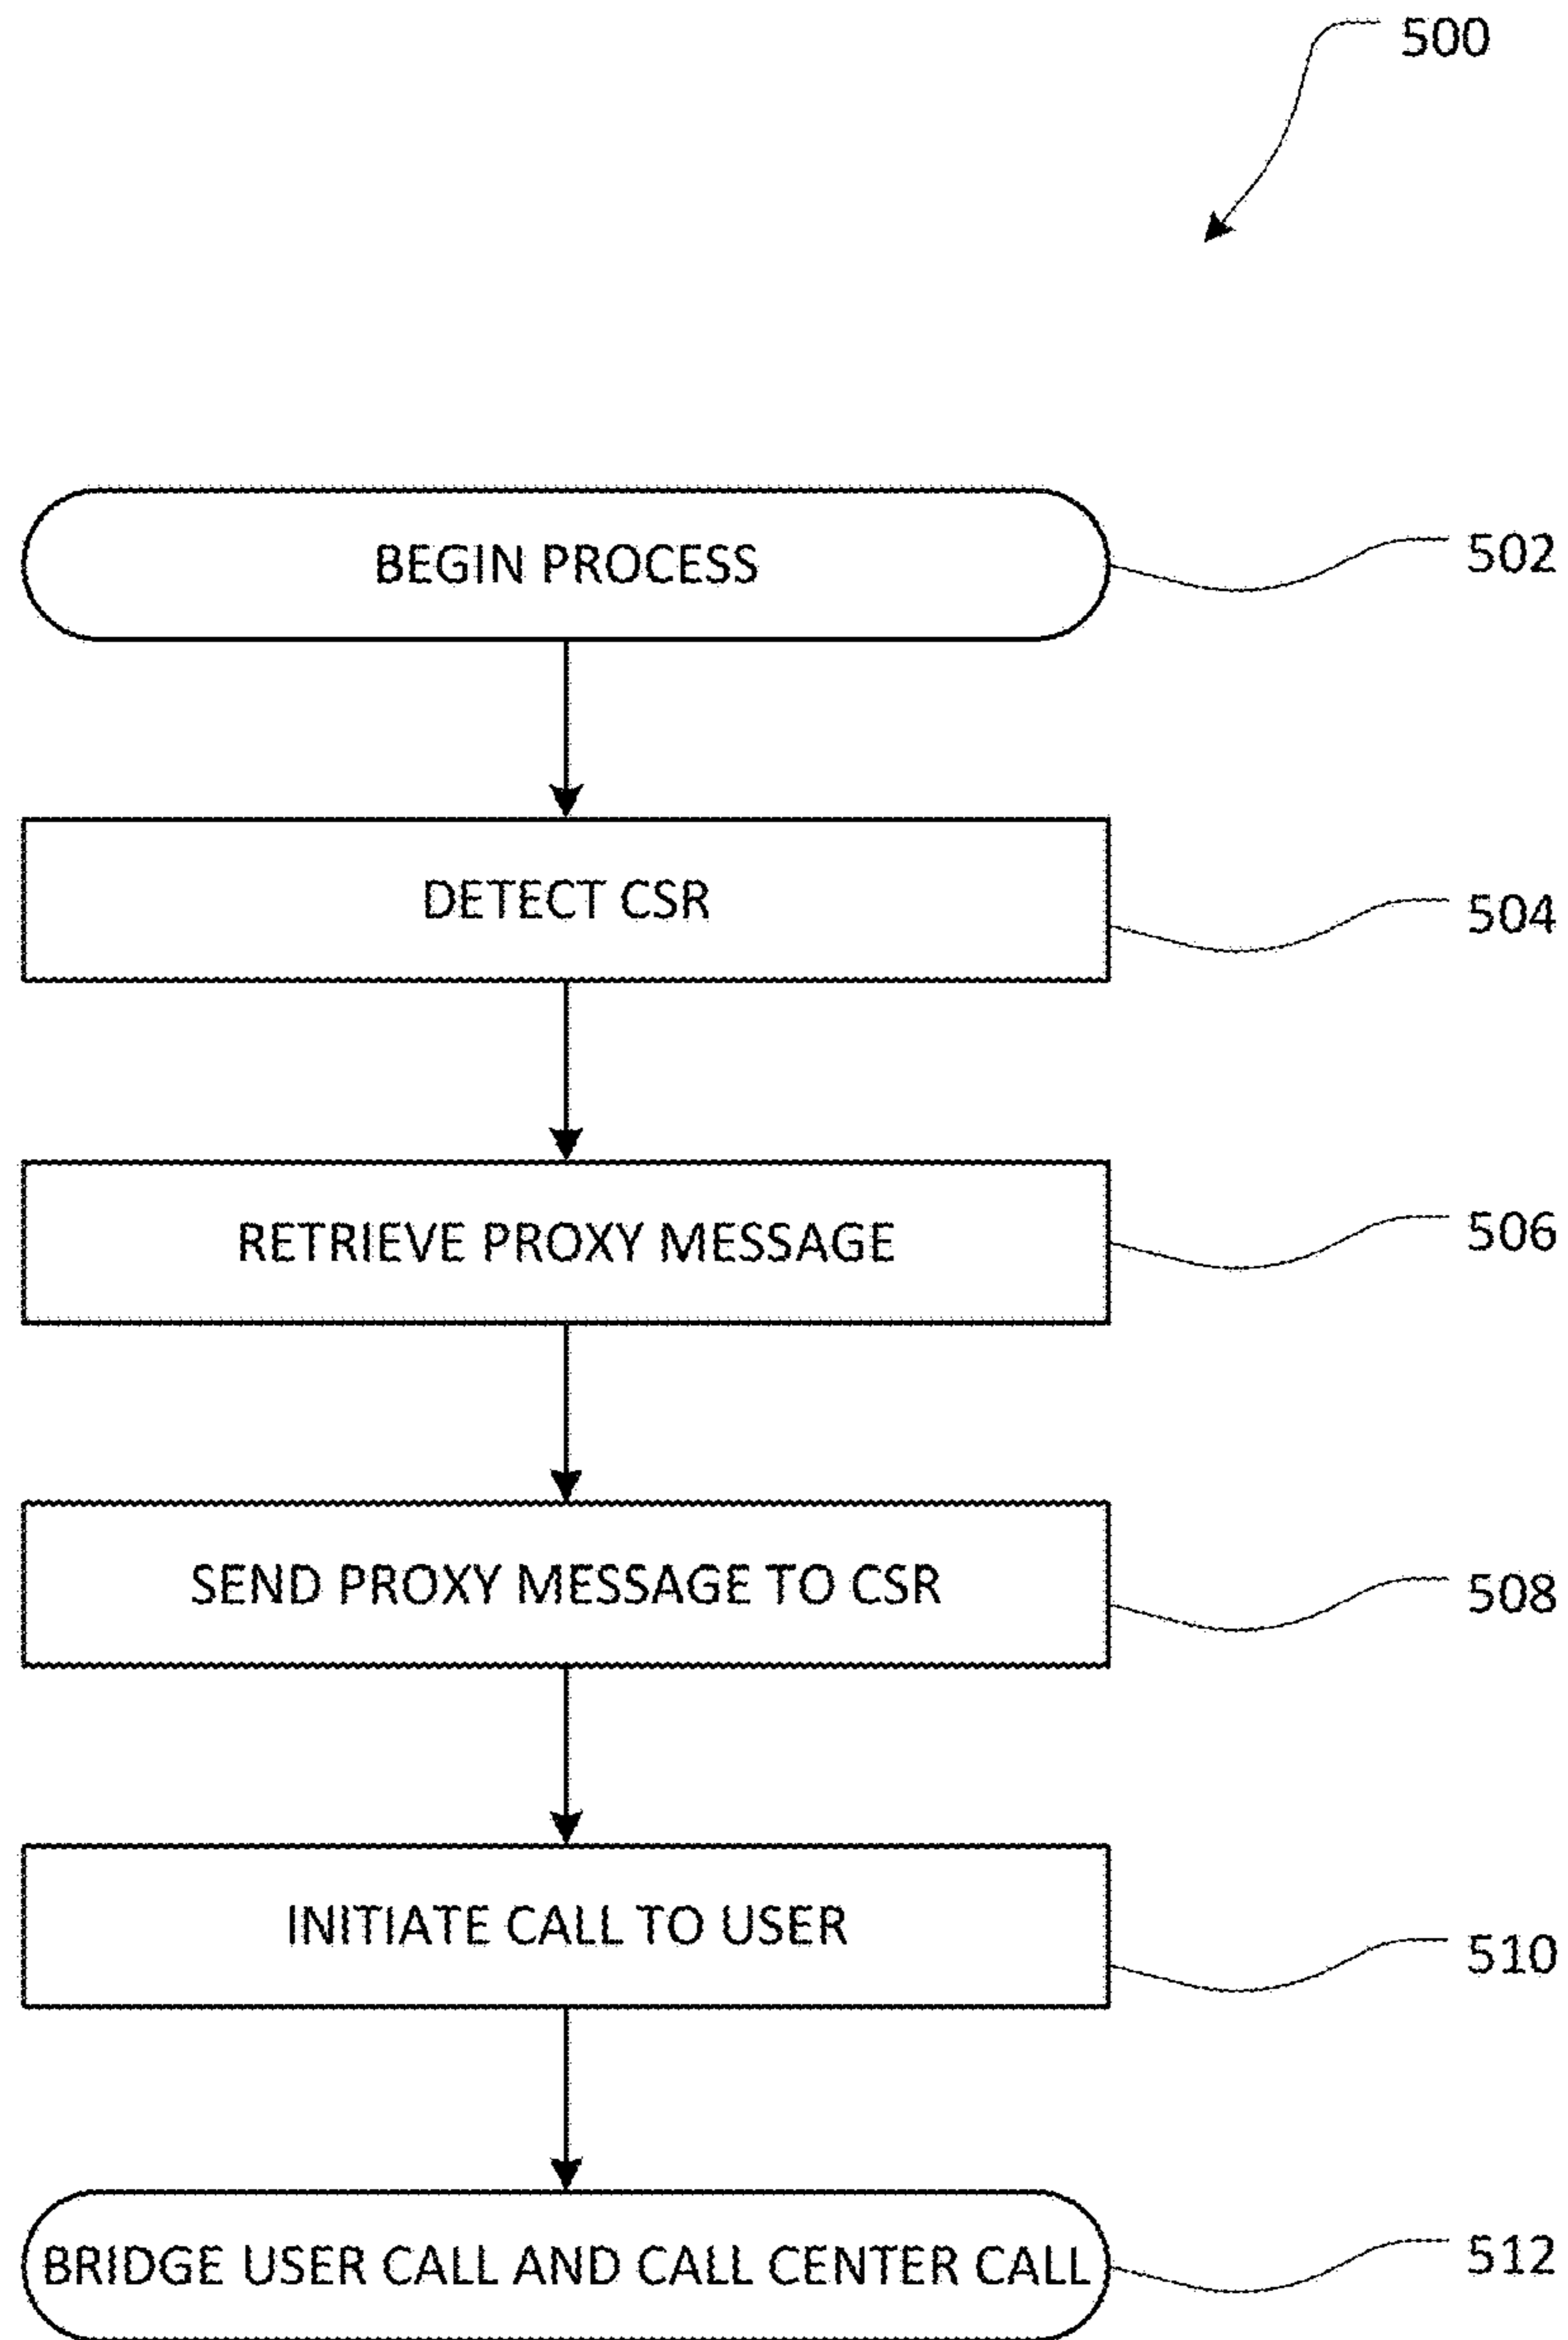 500
BEGIN PROCESS
502
DETECT CSR
504
RETRIEVE PROXY MESSAGE
506
SEND PROXY MESSAGE TO CSR
508
INITIATE CALL TO USER
510
BRIDGE USER CALL AND CALL CENTER CALL
512